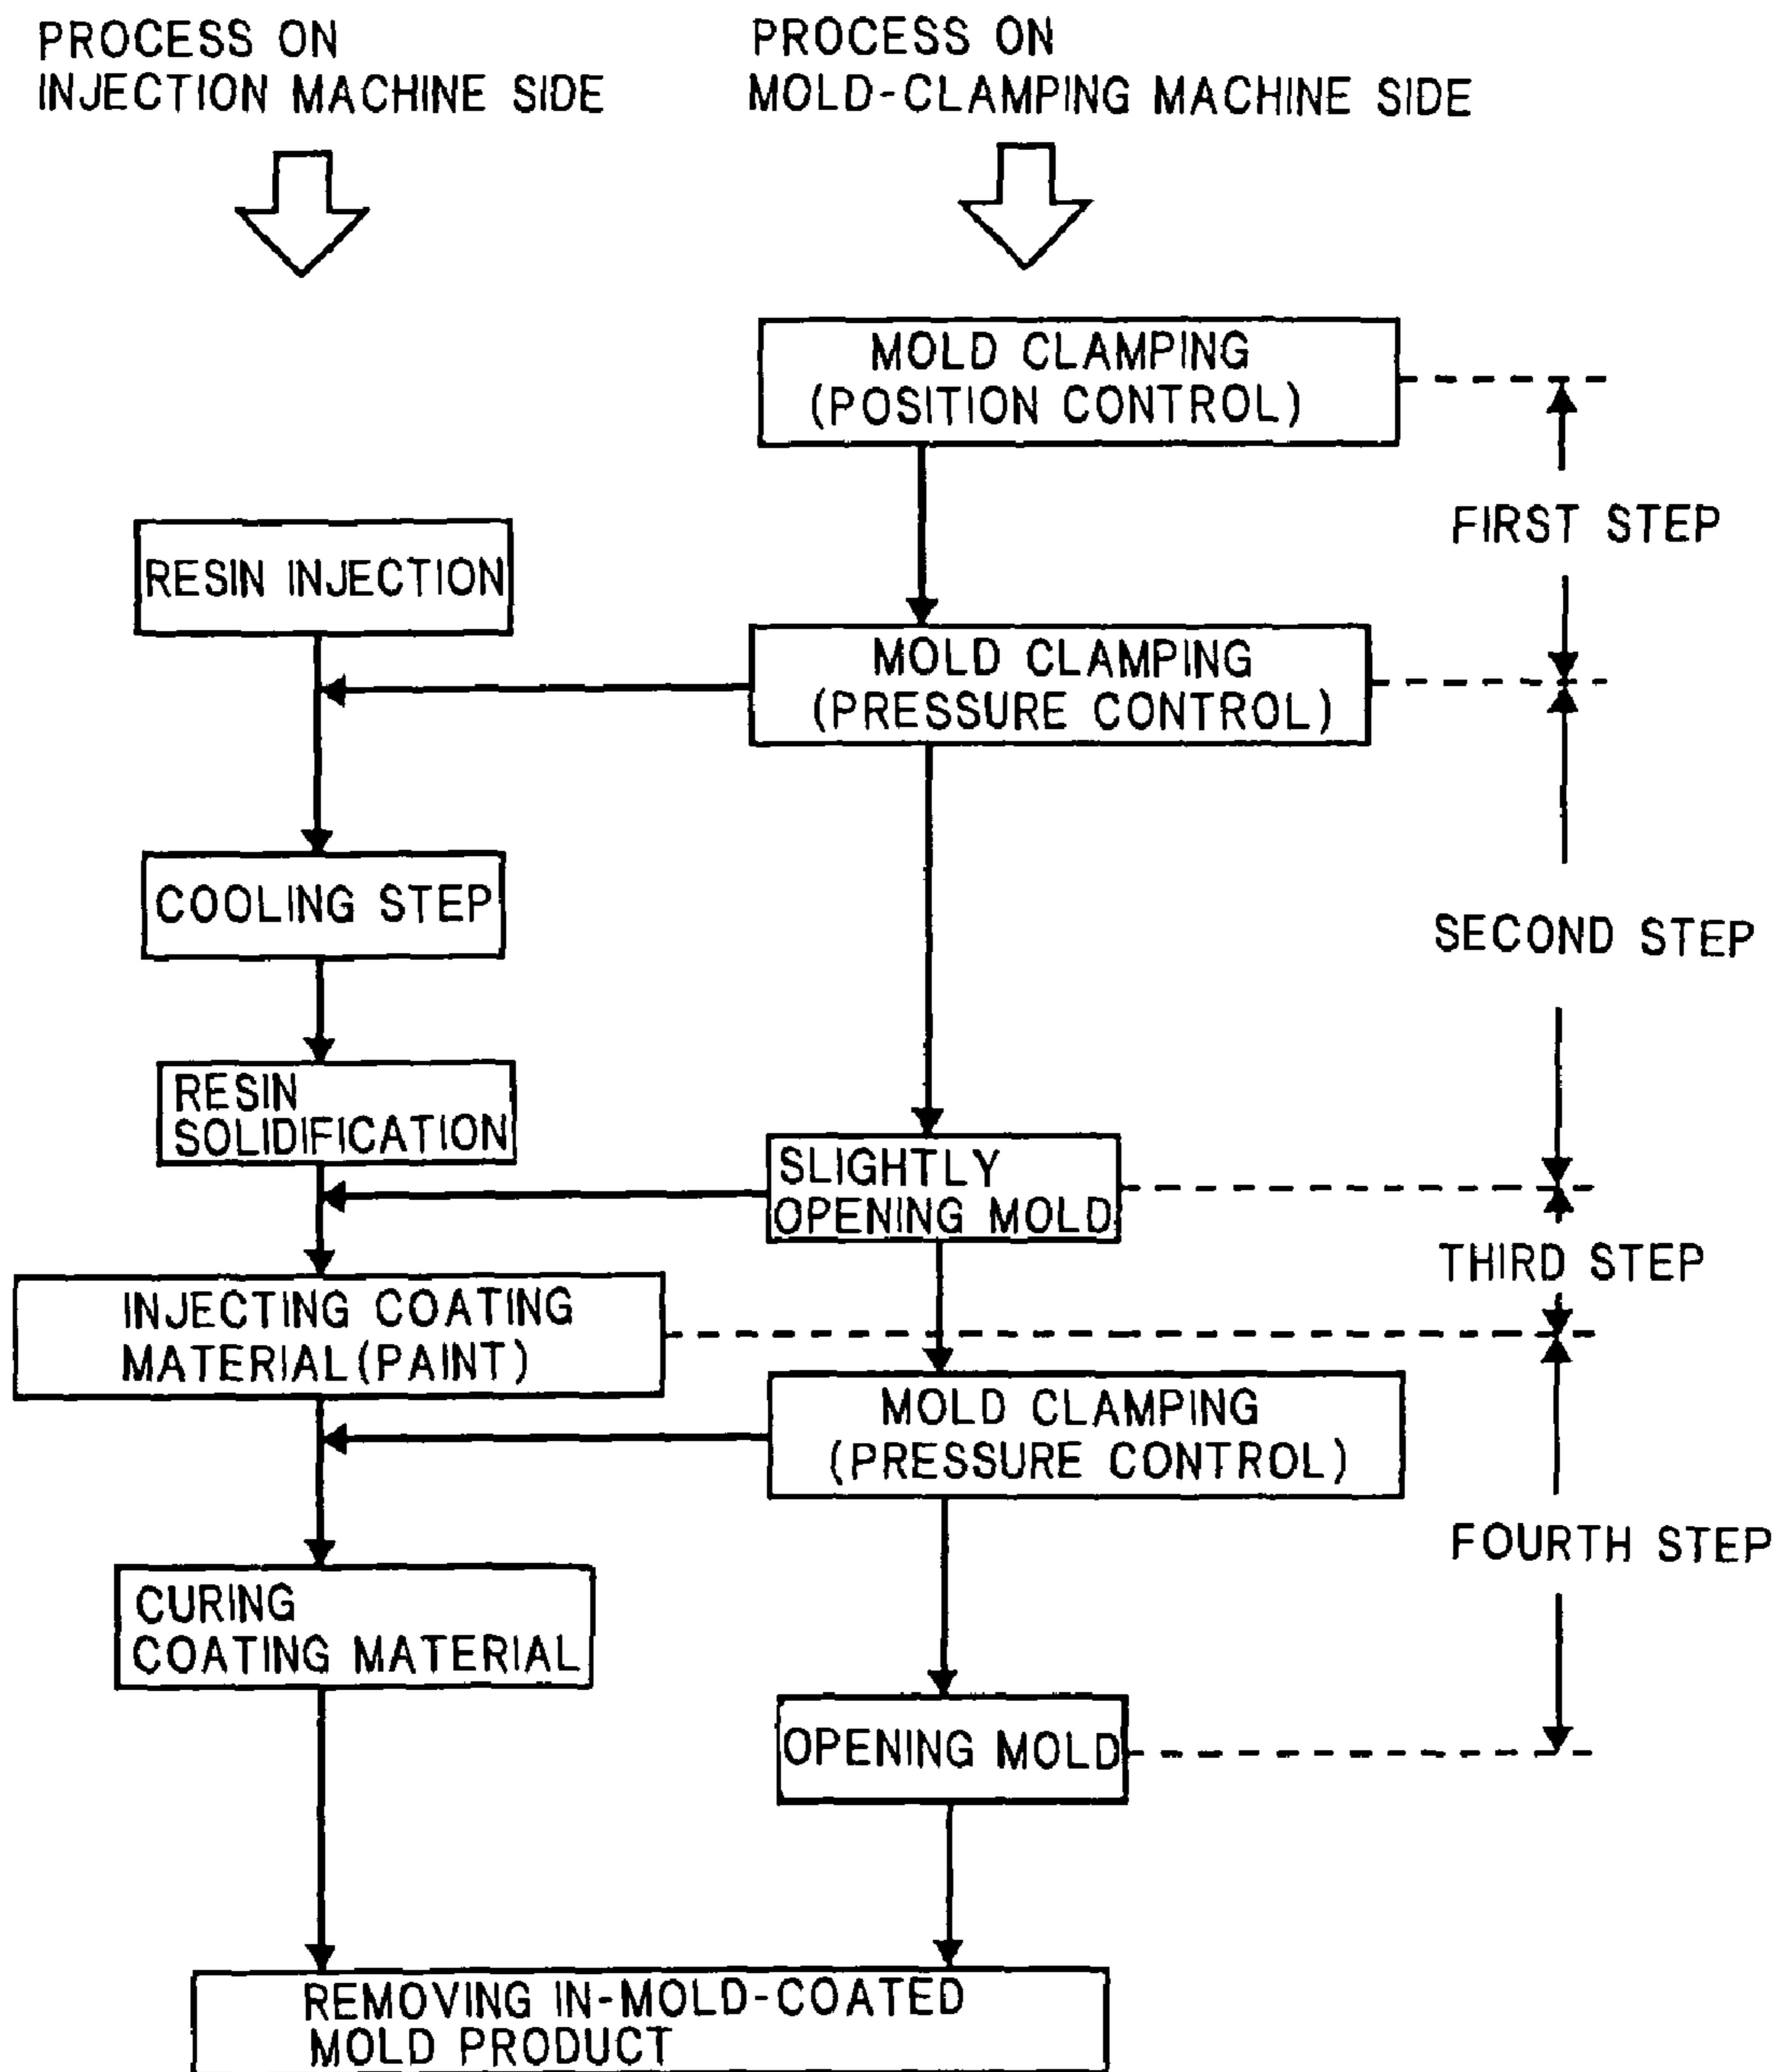 PROCESS ON
INJECTION MACHINE SIDE
PROCESS ON
MOLD-CLAMPING MACHINE SIDE
MOLD CLAMPING
(POSITION CONTROL)
FIRST STEP
RESIN INJECTION
MOLD CLAMPING
(PRESSURE CONTROL)
COOLING STEP
SECOND STEP
RESIN
SOLIDIFICATION
SLIGHTLY
OPENING MOLD
THIRD STEP
INJECTING COATING
MATERIAL(PAINT)
MOLD CLAMPING
(PRESSURE CONTROL)
FOURTH STEP
CURING
COATING MATERIAL
OPENING MOLD
REMOVING IN-MOLD-COATED
MOLD PRODUCT